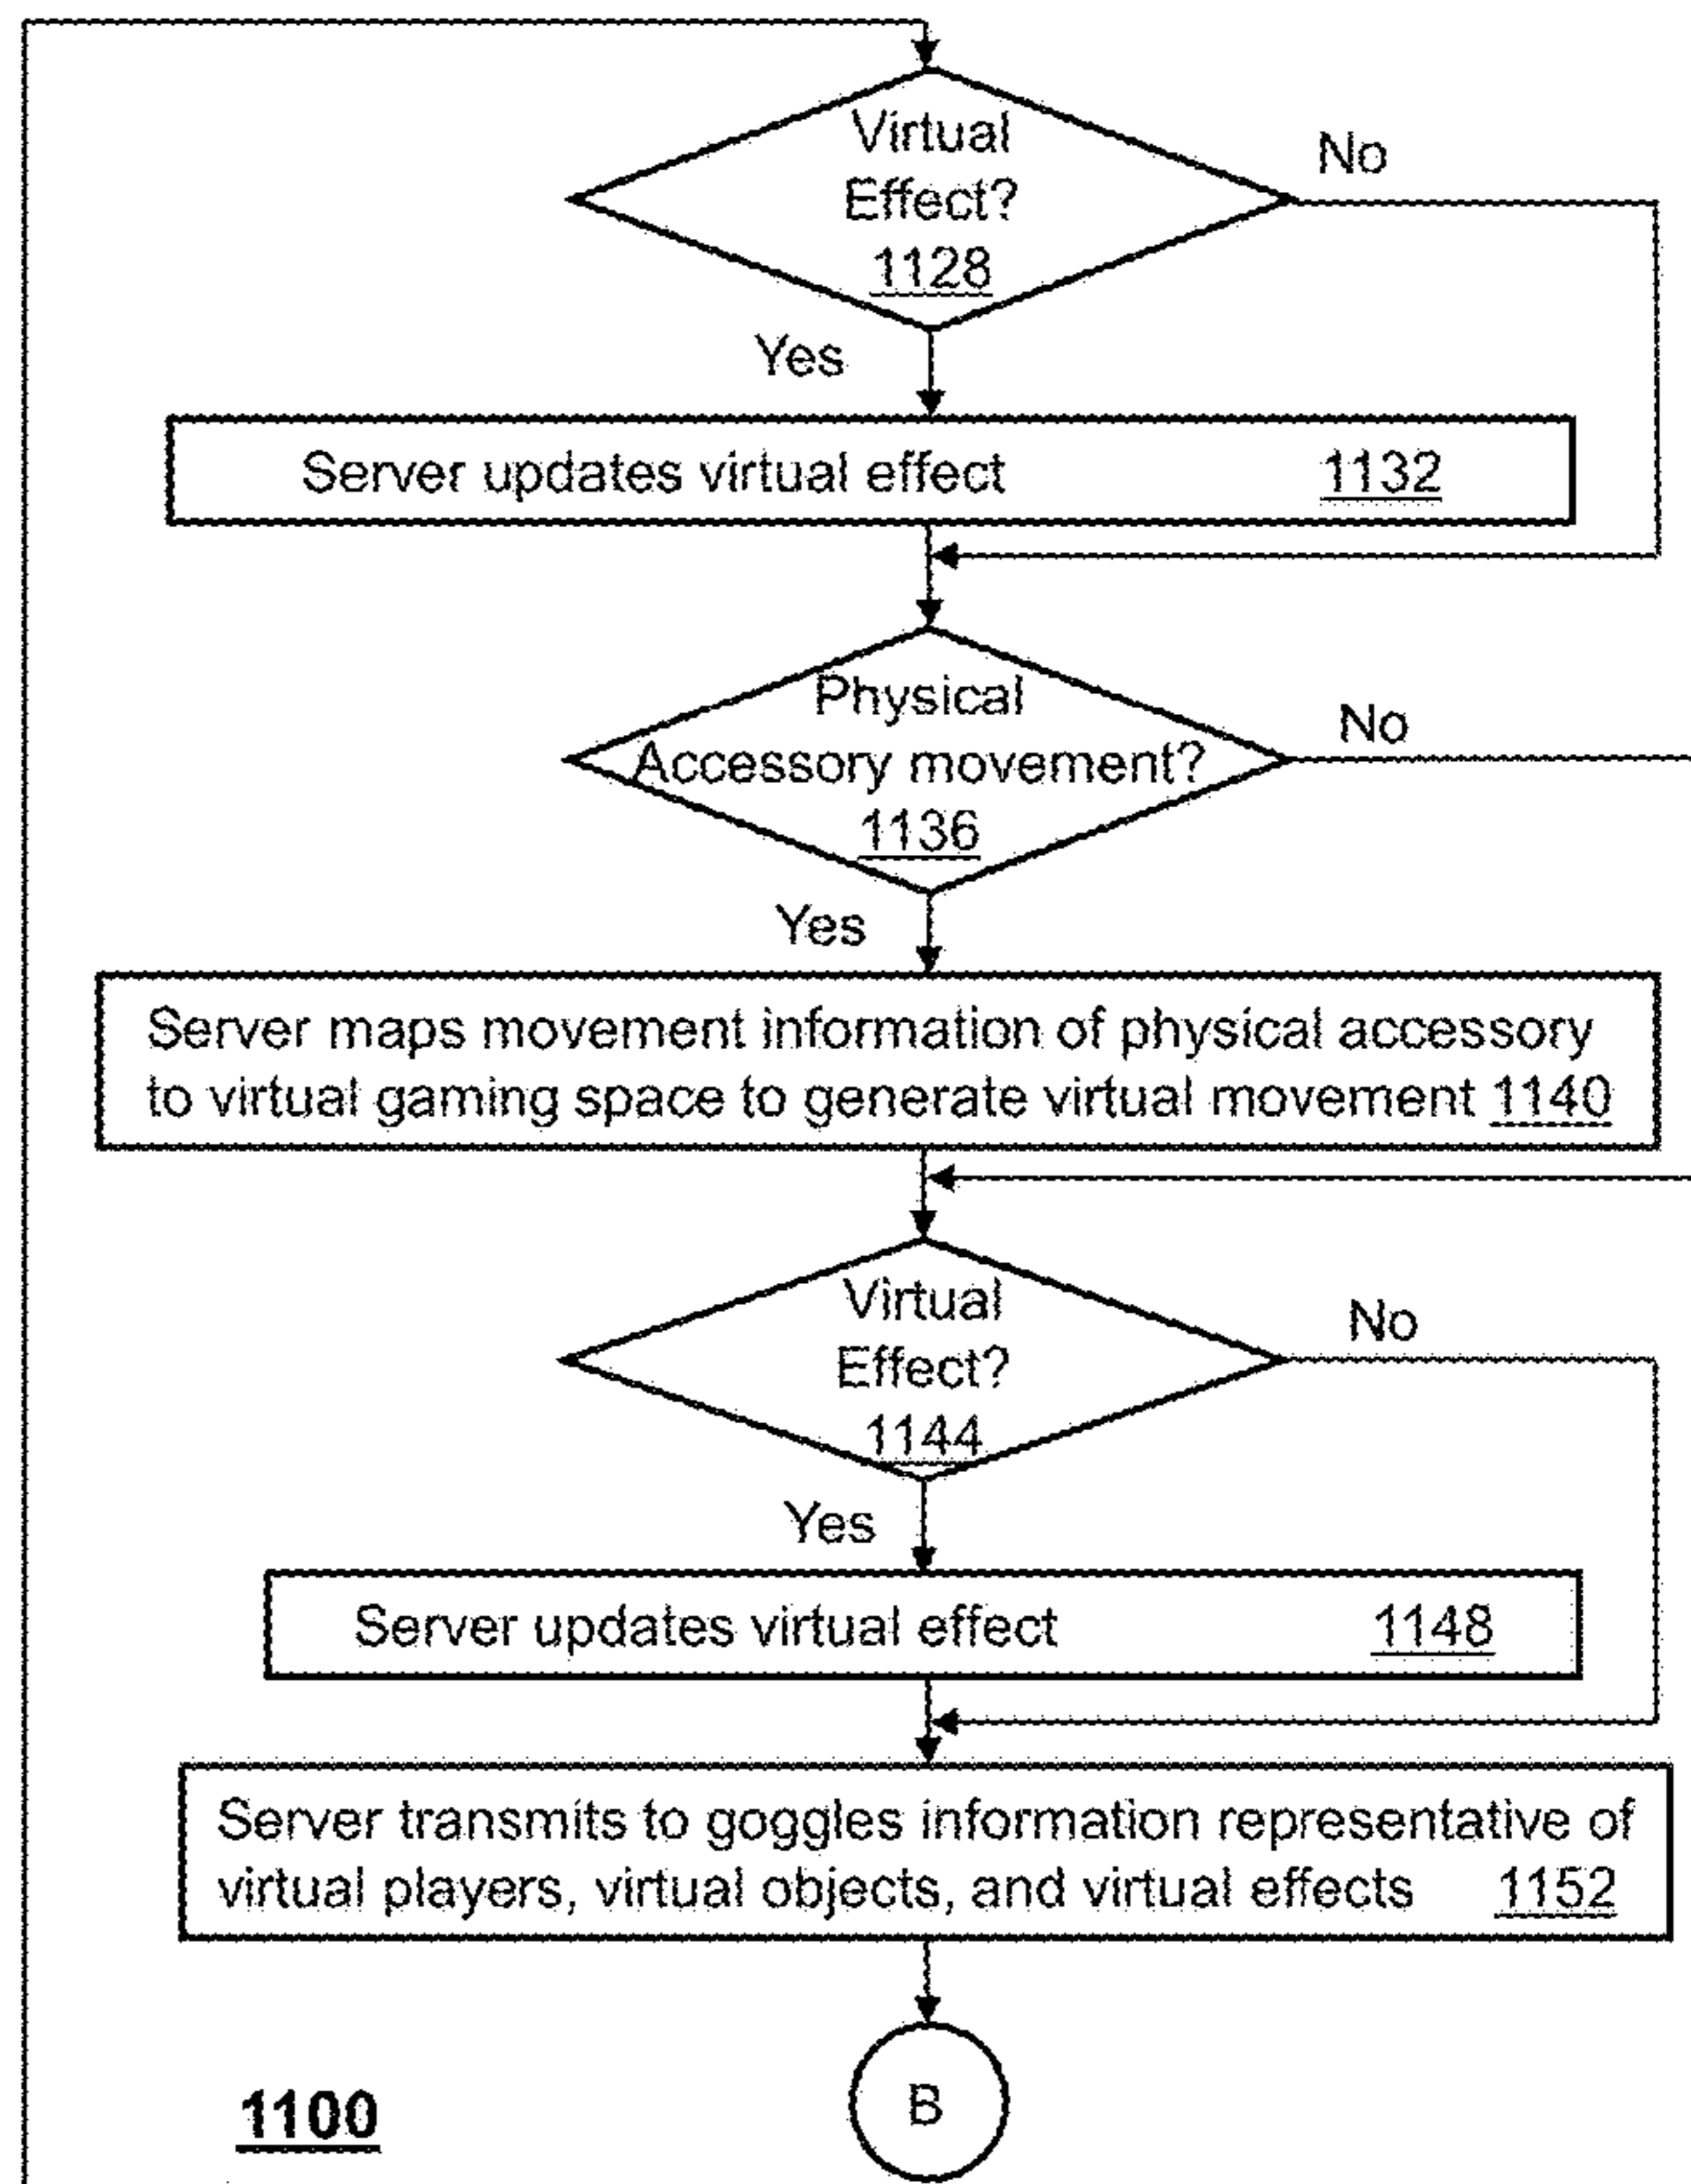 Virtual
Effect?
1128
No
Yes
Server updates virtual effect 1132
Physical
Accessory movement?
1136
No
Yes
Server maps movement information of physical accessory
to virtual gaming space to generate virtual movement 1140
Virtual
Effect?
1144
No
Yes
Server updates virtual effect 1148
Server transmits to goggles information representative of
virtual players, virtual objects, and virtual effects 1152
B
1100